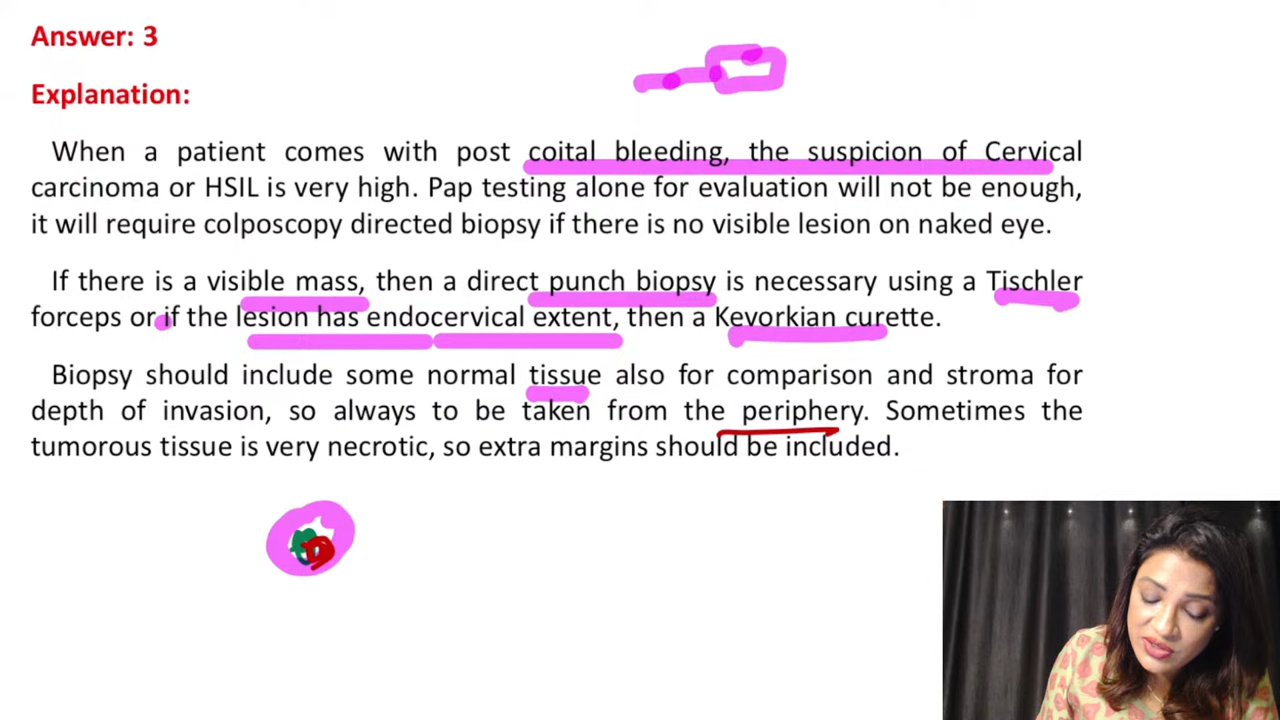 Answer: 3
Explanation:
When a patient comes with post coital bleeding, the suspicion of Cervical
carcinoma or HSIL is very high. Pap testing alone for evaluation will not be enough,
it will require colposcopy directed biopsy if there is no visible lesion on naked eye.
If there is a visible mass, then a direct punch biopsy is necessary using a Tischler
forceps or if the lesion has endocervical extent, then a Kevorkian curette.
Biopsy should include some normal tissue also for comparison and stroma for
depth of invasion, so always to be taken from the periphery. Sometimes the
tumorous tissue is very necrotic, so extra margins should be included.